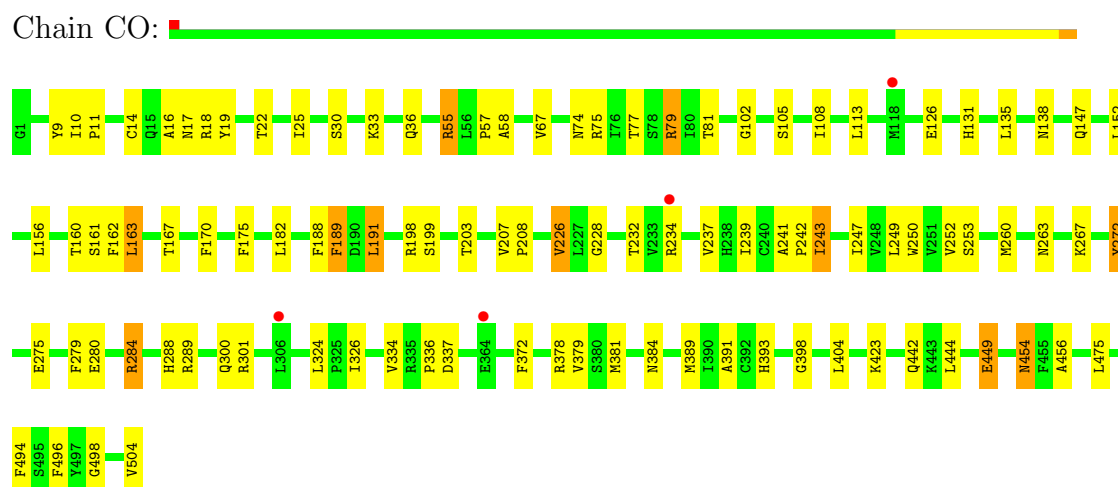 Chain CO:
G1 Y9 I10 P11 C14 Q15 A16 N17 R18 Y19 T22 I25 S30 K33 Q36 R55 L56 P57 A58 V67 N74 R75 I76 T77 S78 R79 I80 T81 G102 S105 I108 L113 M118 E126 H131 L135 N138 Q147
L156 T160 S161 F162 L163 T167 F170 F175 L182 F188 F189 D190 L191 R198 S199 T203 V207 P208 V226 L227 G228 T232 V233 R234 V237 H238 I239 C240 A241 P242 I243 I247 V248 L249 W250 V251 V252 S253 M260 N263 K267
E275 F279 E280 R284 H288 R289 Q300 R301 L306 L324 P325 I326 V334 R335 P336 D337 E364 F372 R378 V379 S380 M381 N384 M389 I390 A391 C392 H393 G398 L404 K423 Q442 K443 L444 E449 N454 F455 A456 L475
F494 S495 F496 Y497 G498 V504